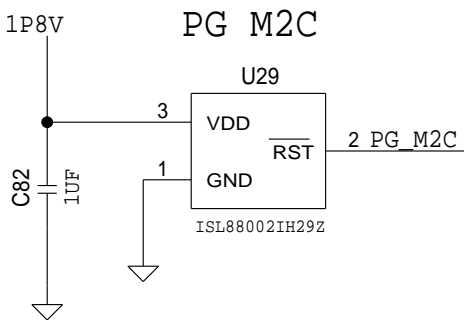 1P8V
PG M2C
U29
3
VDD
RST
2
PG_M2C
1
GND
C82
1UF
ISL88002IH29Z